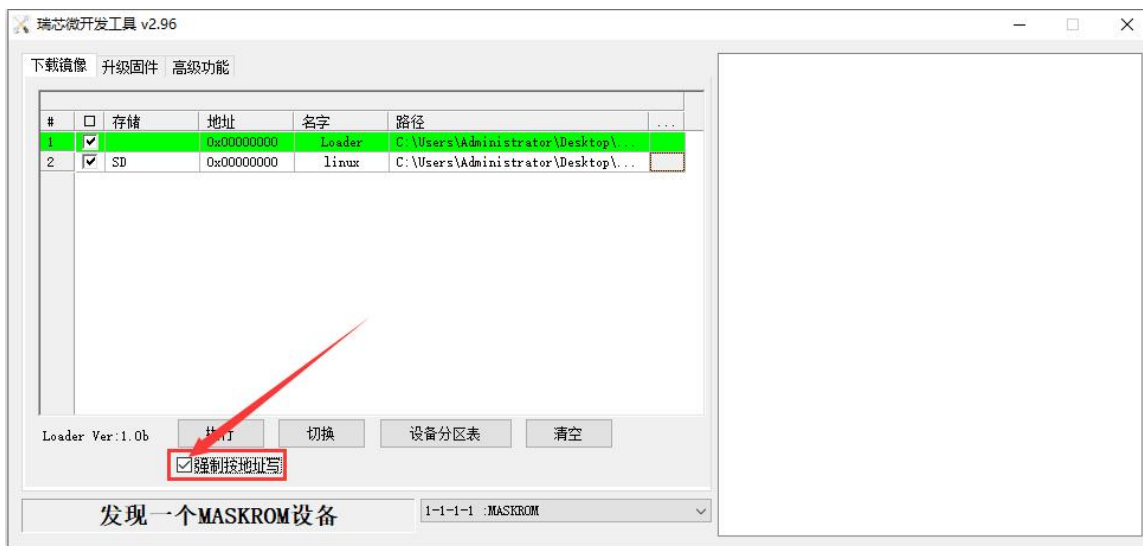 瑞芯微开发工具 v2.96
下载镜像 升级固件 高级功能
# 存储 地址 名字 路径 ...
1 0x00000000 Loader C:\Users\Administrator\Desktop\...
2 SD 0x00000000 linux C:\Users\Administrator\Desktop\...
Loader Ver:1.0b 切换 设备分区表 清空
强制按地址写
发现一个MASKROM设备 1-1-1-1 :MASKROM